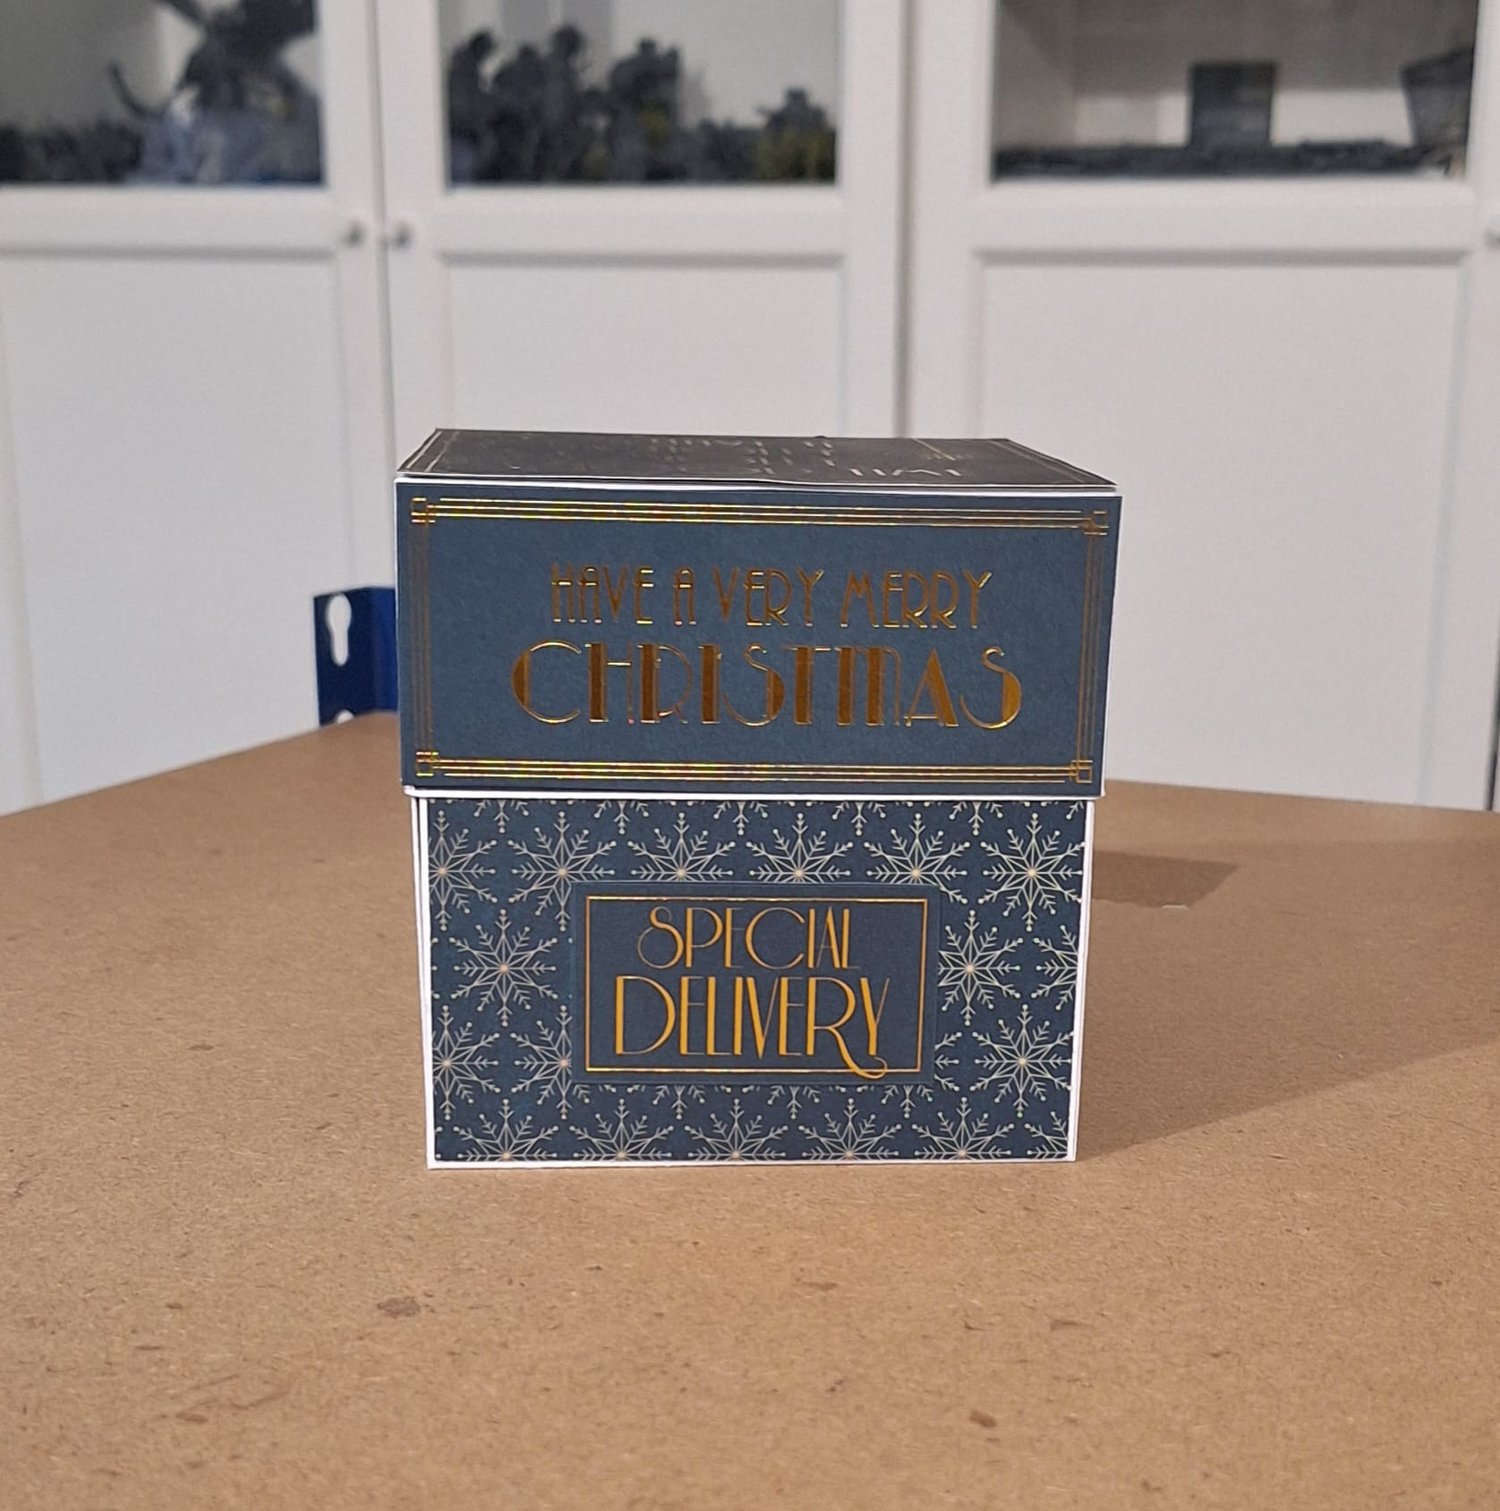 HAVE A VERY MERRY
CHRISTMAS
SPECIAL
DELIVERY